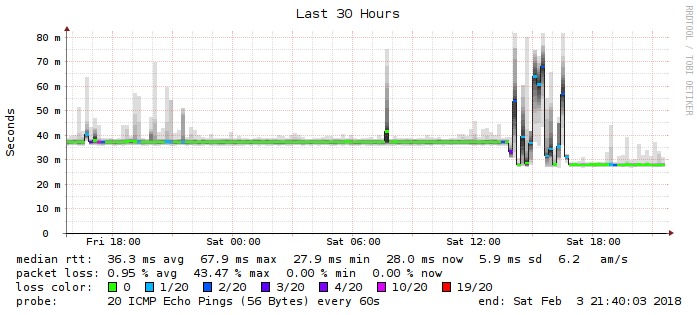 Last 30 Hours
RRDTOOL / TOBI OETIKER
Seconds
80 m
70 m
60 m
50 m
40 m
30 m
20 m
10 m
0
Fri 18:00 Sat 00:00 Sat 06:00 Sat 12:00 Sat 18:00
median rtt: 36.3 ms avg 67.9 ms max 27.9 ms min 28.0 ms now 5.9 ms sd 6.2 am/s
packet loss: 0.95 % avg 43.47 % max 0.00 % min 0.00 % now
loss color: 0 1/20 2/20 3/20 4/20 10/20 19/20
probe: 20 ICMP Echo Pings (56 Bytes) every 60s end: Sat Feb 3 21:40:03 2018